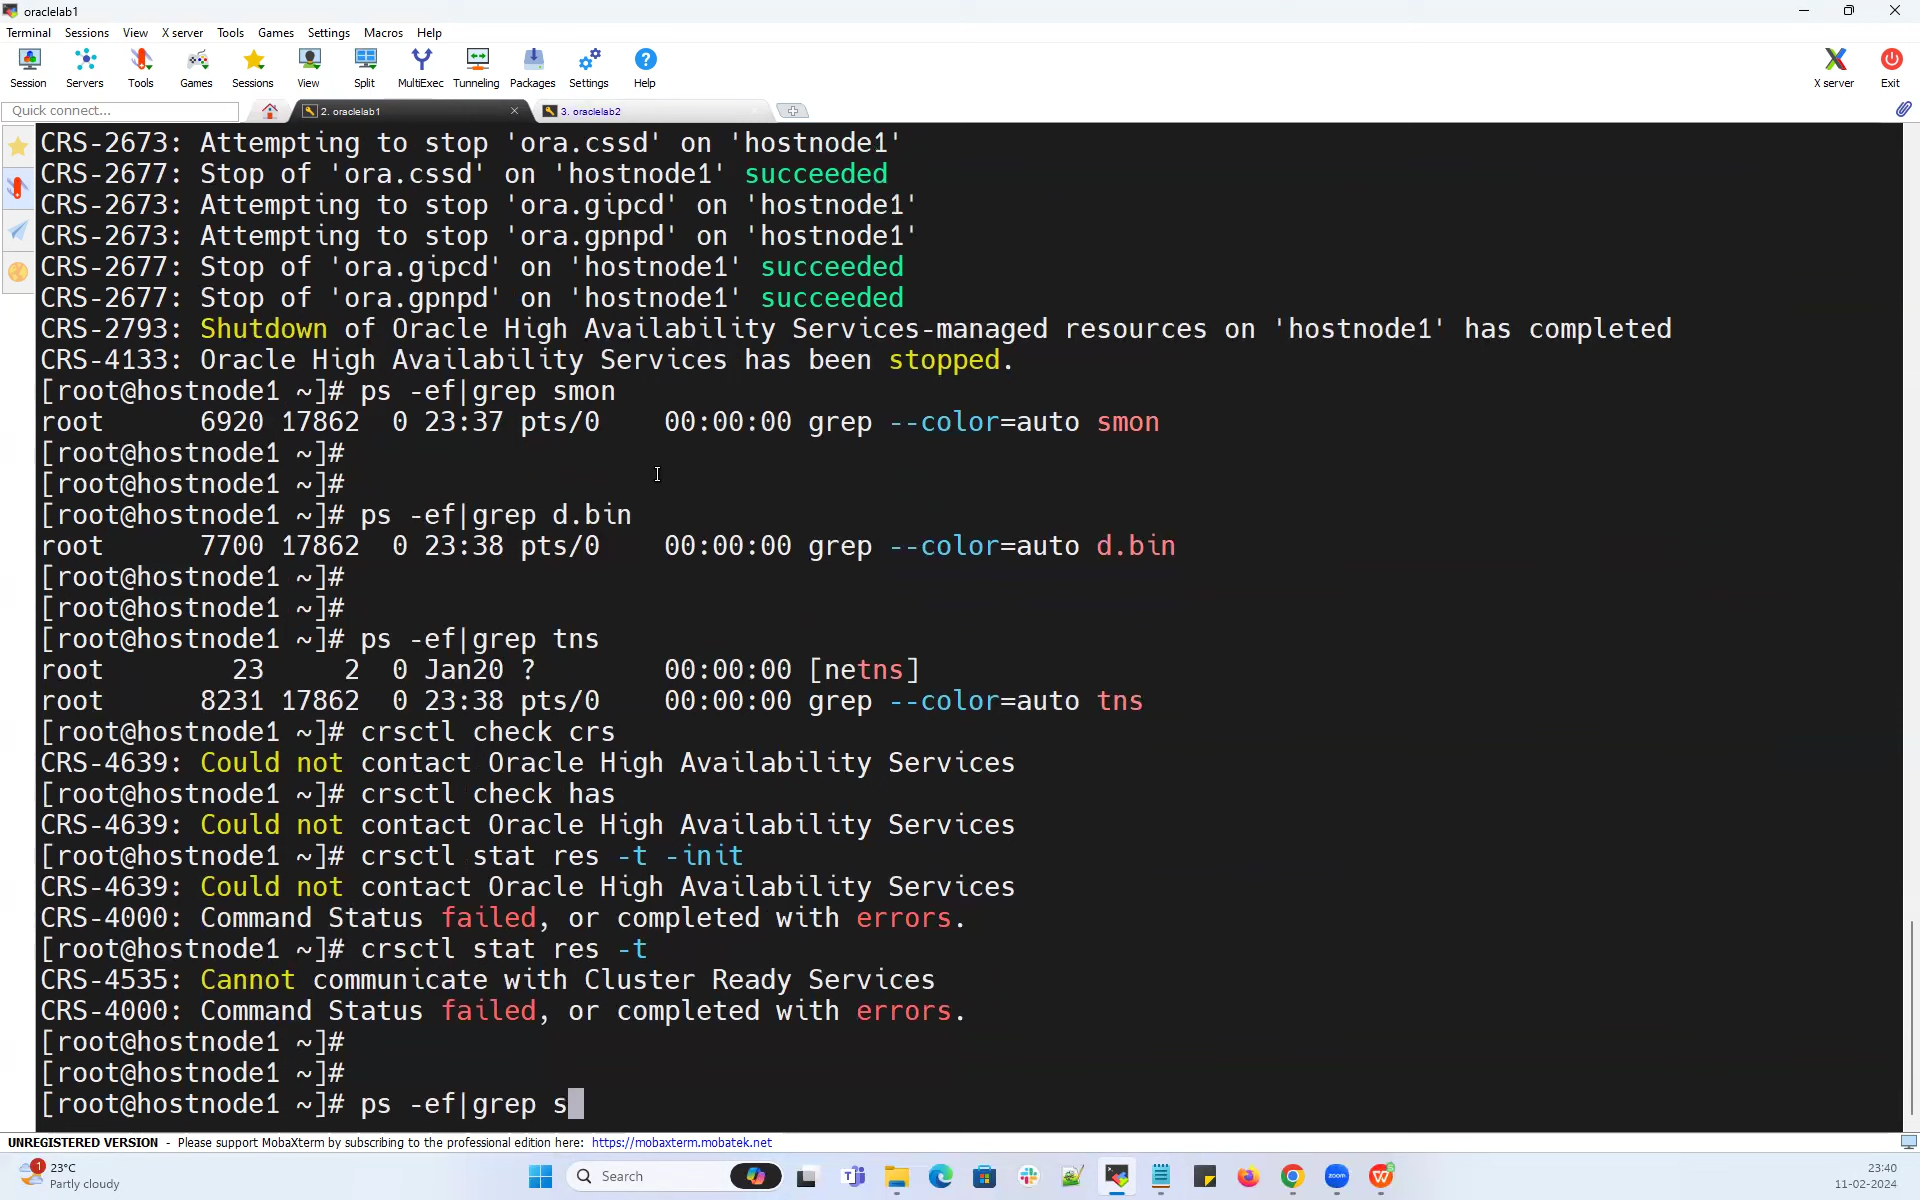 oraclelab1
Terminal Sessions View X server Tools Games Settings Macros Help
Session Servers Tools Games Sessions View Split MultiExec Tunneling Packages Settings Help X server Exit
Quick connect... 2. oraclelab1 3. oraclelab2
CRS-2673: Attempting to stop 'ora.cssd' on 'hostnode1'
CRS-2677: Stop of 'ora.cssd' on 'hostnode1' succeeded
CRS-2673: Attempting to stop 'ora.gipcd' on 'hostnode1'
CRS-2673: Attempting to stop 'ora.gpnpd' on 'hostnode1'
CRS-2677: Stop of 'ora.gipcd' on 'hostnode1' succeeded
CRS-2677: Stop of 'ora.gpnpd' on 'hostnode1' succeeded
CRS-2793: Shutdown of Oracle High Availability Services-managed resources on 'hostnode1' has completed
CRS-4133: Oracle High Availability Services has been stopped.
[root@hostnode1 ~]# ps -ef|grep smon
root 6920 17862 0 23:37 pts/0 00:00:00 grep --color=auto smon
[root@hostnode1 ~]#
[root@hostnode1 ~]#
[root@hostnode1 ~]# ps -ef|grep d.bin
root 7700 17862 0 23:38 pts/0 00:00:00 grep --color=auto d.bin
[root@hostnode1 ~]#
[root@hostnode1 ~]#
[root@hostnode1 ~]# ps -ef|grep tns
root 23 2 0 Jan20 ? 00:00:00 [netns]
root 8231 17862 0 23:38 pts/0 00:00:00 grep --color=auto tns
[root@hostnode1 ~]# crsctl check crs
CRS-4639: Could not contact Oracle High Availability Services
[root@hostnode1 ~]# crsctl check has
CRS-4639: Could not contact Oracle High Availability Services
[root@hostnode1 ~]# crsctl stat res -t -init
CRS-4639: Could not contact Oracle High Availability Services
CRS-4000: Command Status failed, or completed with errors.
[root@hostnode1 ~]# crsctl stat res -t
CRS-4535: Cannot communicate with Cluster Ready Services
CRS-4000: Command Status failed, or completed with errors.
[root@hostnode1 ~]#
[root@hostnode1 ~]#
[root@hostnode1 ~]# ps -ef|grep s
UNREGISTERED VERSION - Please support MobaXterm by subscribing to the professional edition here: https://mobaxterm.mobatek.net
1 23°C
Partly cloudy
Search
zoom
23:40
11-02-2024